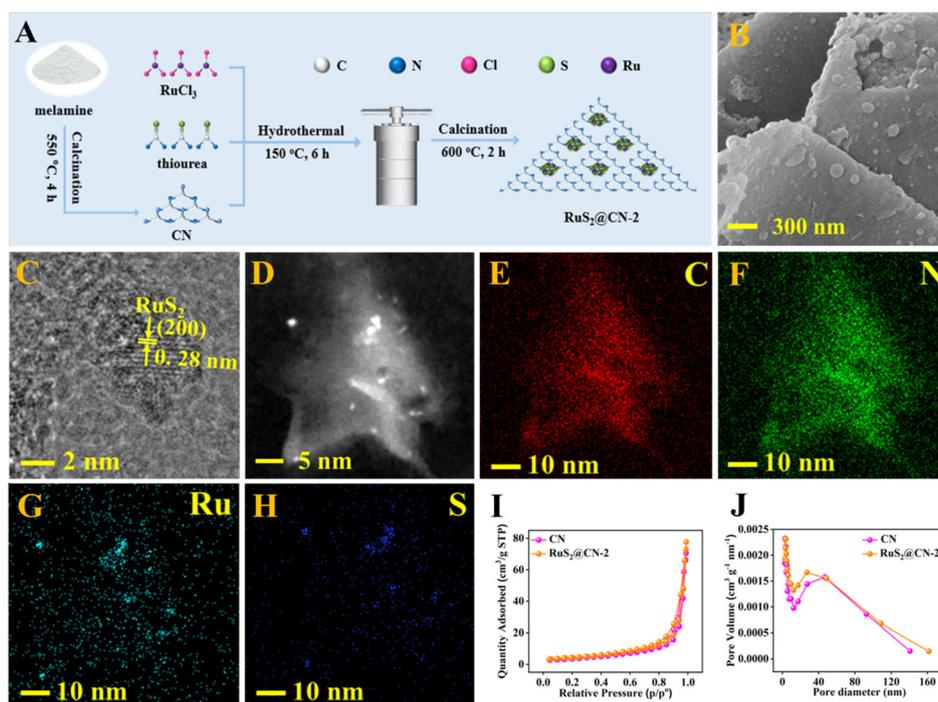 A
melamine
Calcination
550 °C, 4 h
RuCl3
thiourea
CN
C
N
Cl
S
Ru
Hydrothermal
150 °C, 6 h
Calcination
600 °C, 2 h
RuS2@CN-2
B
300 nm
C
RuS2
(200)
0. 28 nm
2 nm
D
5 nm
E
C
10 nm
F
N
10 nm
G
Ru
10 nm
H
S
10 nm
I
CN
RuS2@CN-2
Quantity Adsorbed (cm3/g STP)
80
60
40
20
0
0.0 0.2 0.4 0.6 0.8 1.0
Relative Pressure (p/po)
J
CN
RuS2@CN-2
Pore Volume (cm3 g-1 nm-1)
0.0025
0.0020
0.0015
0.0010
0.0005
0.0000
0 40 80 120 160
Pore diameter (nm)